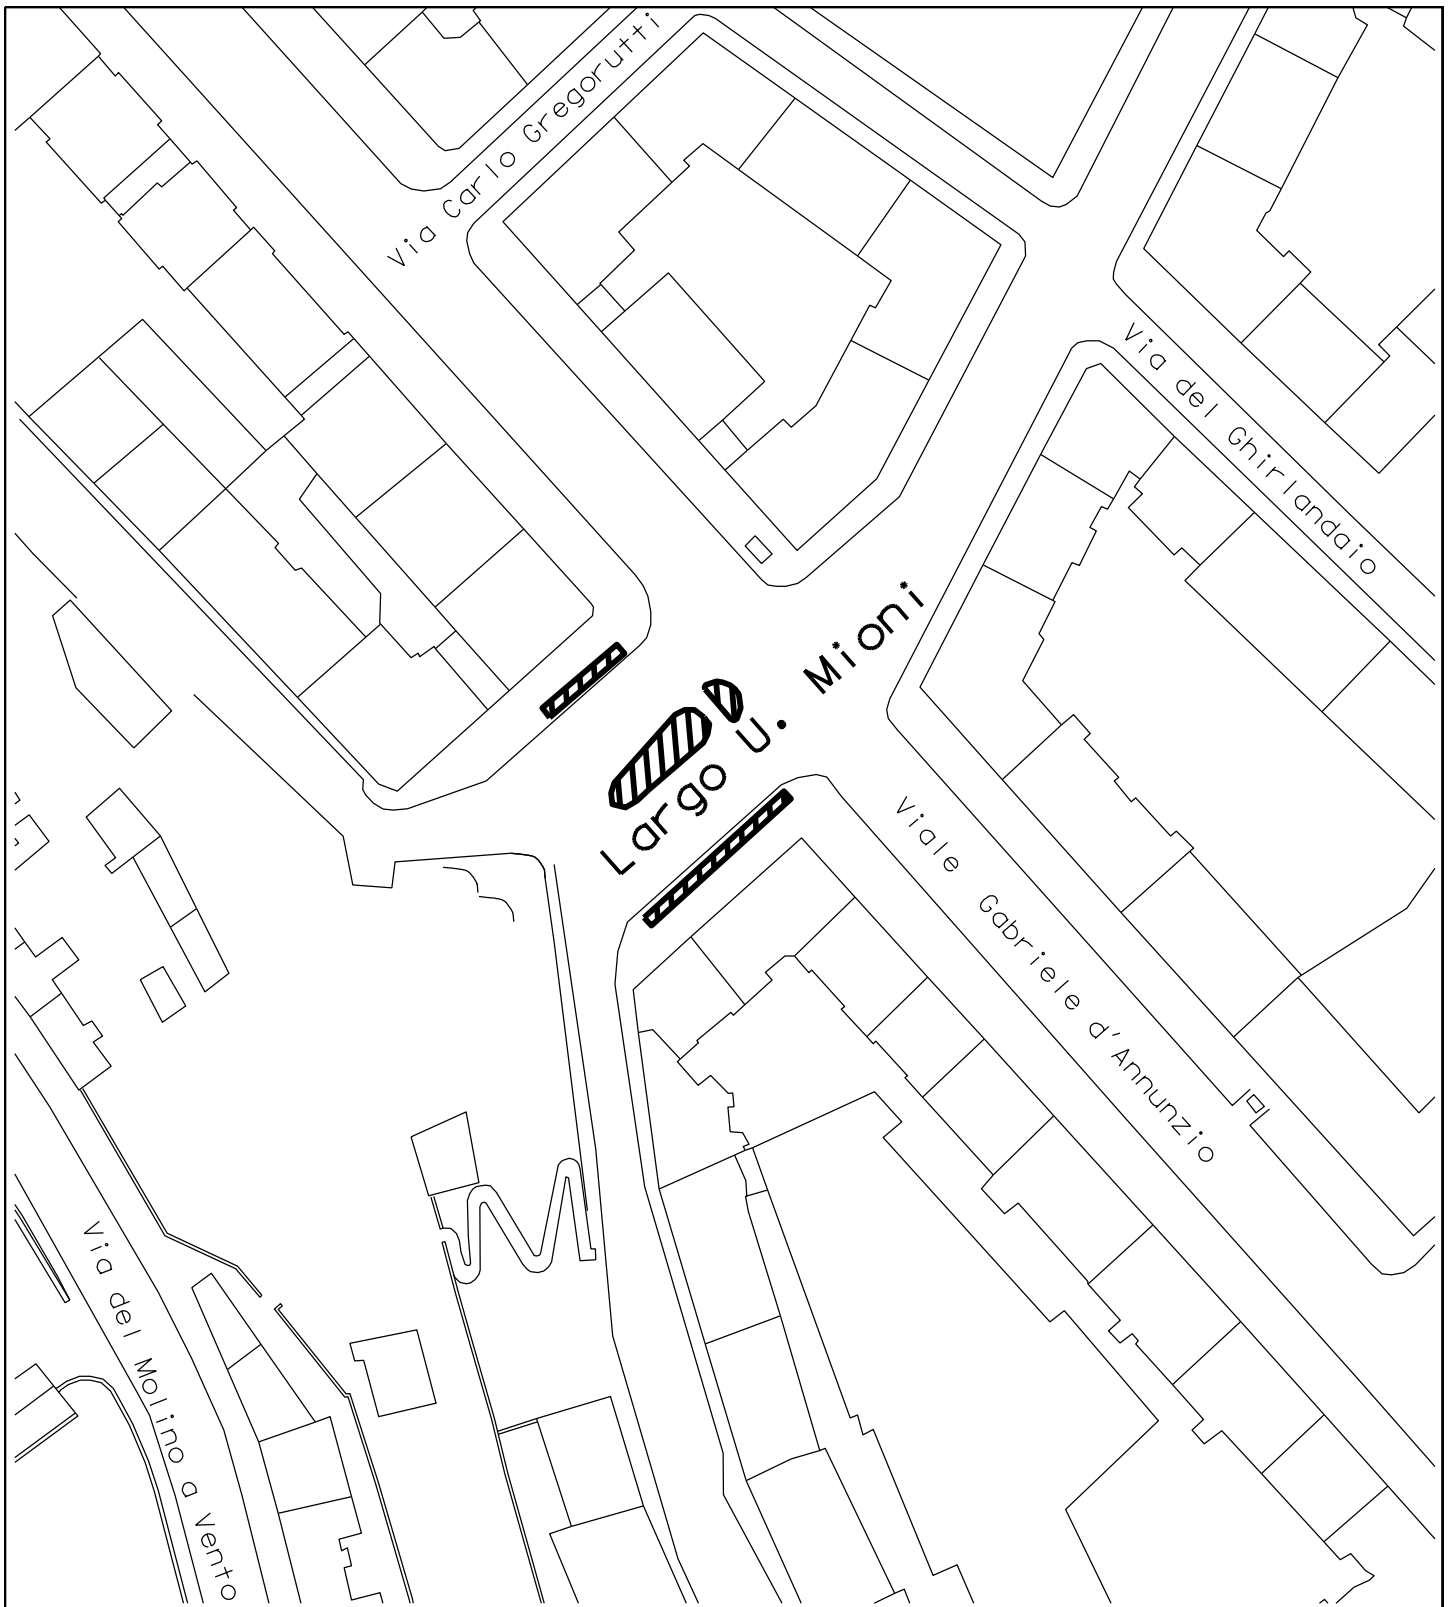 Via Carlo Gregorutti
Via del Ghirlandaio
Largo U. Mioni
Viale Gabriele d'Annunzio
Via del Molino a Vento